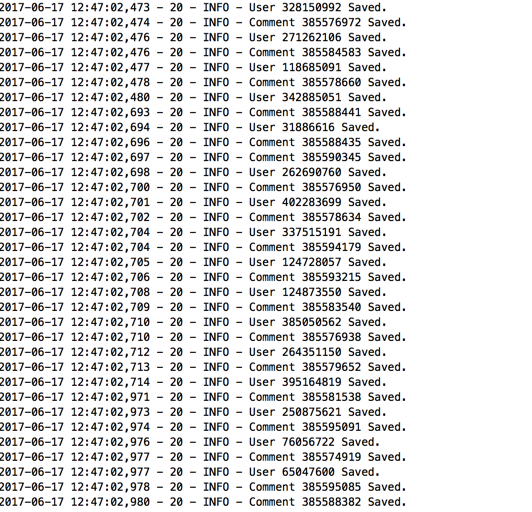 2017-06-17 12:47:02,473 - 20 - INFO - User 328150992 Saved.
2017-06-17 12:47:02,474 - 20 - INFO - Comment 385576972 Saved.
2017-06-17 12:47:02,476 - 20 - INFO - User 271262106 Saved.
2017-06-17 12:47:02,476 - 20 - INFO - Comment 385584583 Saved.
2017-06-17 12:47:02,477 - 20 - INFO - User 118685091 Saved.
2017-06-17 12:47:02,478 - 20 - INFO - Comment 385578660 Saved.
2017-06-17 12:47:02,480 - 20 - INFO - User 342885051 Saved.
2017-06-17 12:47:02,693 - 20 - INFO - Comment 385588441 Saved.
2017-06-17 12:47:02,694 - 20 - INFO - User 31886616 Saved.
2017-06-17 12:47:02,696 - 20 - INFO - Comment 385588435 Saved.
2017-06-17 12:47:02,697 - 20 - INFO - Comment 385590345 Saved.
2017-06-17 12:47:02,698 - 20 - INFO - User 262690760 Saved.
2017-06-17 12:47:02,700 - 20 - INFO - Comment 385576950 Saved.
2017-06-17 12:47:02,701 - 20 - INFO - User 402283699 Saved.
2017-06-17 12:47:02,702 - 20 - INFO - Comment 385578634 Saved.
2017-06-17 12:47:02,704 - 20 - INFO - User 337515191 Saved.
2017-06-17 12:47:02,704 - 20 - INFO - Comment 385594179 Saved.
2017-06-17 12:47:02,705 - 20 - INFO - User 124728057 Saved.
2017-06-17 12:47:02,706 - 20 - INFO - Comment 385593215 Saved.
2017-06-17 12:47:02,708 - 20 - INFO - User 124873550 Saved.
2017-06-17 12:47:02,709 - 20 - INFO - Comment 385583540 Saved.
2017-06-17 12:47:02,710 - 20 - INFO - User 385050562 Saved.
2017-06-17 12:47:02,710 - 20 - INFO - Comment 385576938 Saved.
2017-06-17 12:47:02,712 - 20 - INFO - User 264351150 Saved.
2017-06-17 12:47:02,713 - 20 - INFO - Comment 385579652 Saved.
2017-06-17 12:47:02,714 - 20 - INFO - User 395164819 Saved.
2017-06-17 12:47:02,971 - 20 - INFO - Comment 385581538 Saved.
2017-06-17 12:47:02,973 - 20 - INFO - User 250875621 Saved.
2017-06-17 12:47:02,974 - 20 - INFO - Comment 385595091 Saved.
2017-06-17 12:47:02,976 - 20 - INFO - User 76056722 Saved.
2017-06-17 12:47:02,977 - 20 - INFO - Comment 385574919 Saved.
2017-06-17 12:47:02,977 - 20 - INFO - User 65047600 Saved.
2017-06-17 12:47:02,978 - 20 - INFO - Comment 385595085 Saved.
2017-06-17 12:47:02,980 - 20 - INFO - Comment 385588382 Saved.